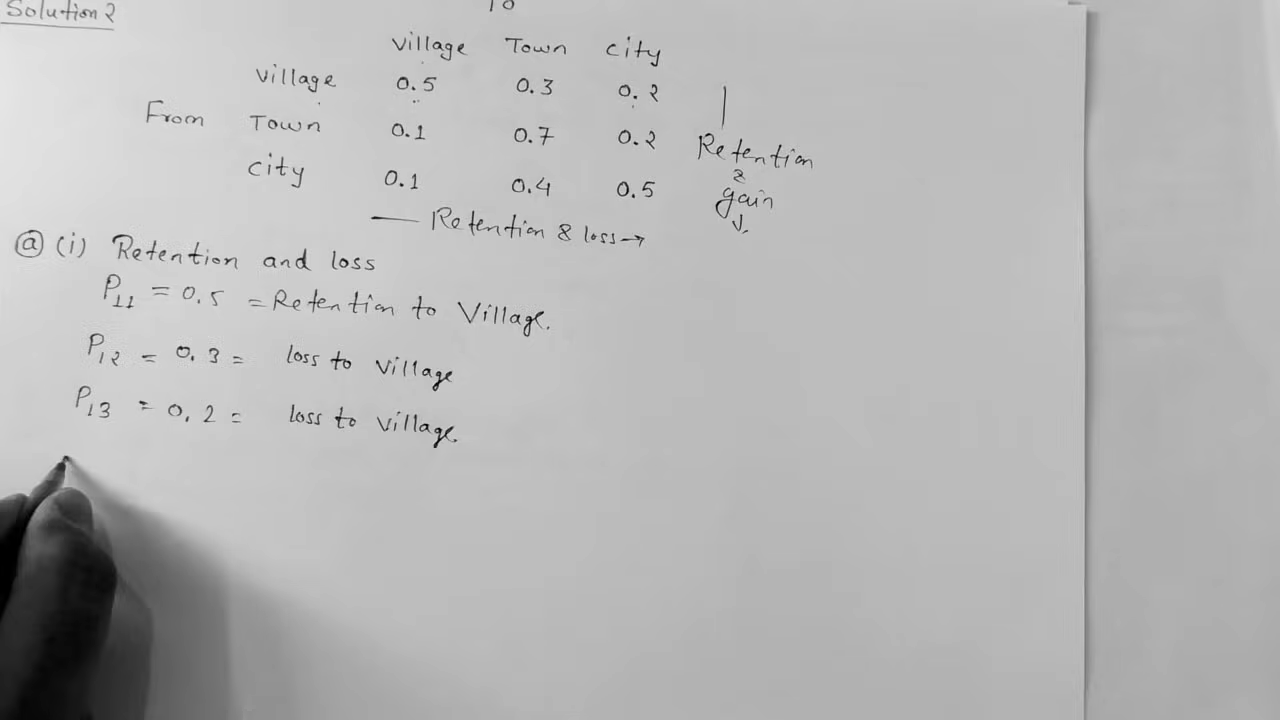 Solution 2
To
village Town city
village 0.5 0.3 0.2
From Town 0.1 0.7 0.2
city 0.1 0.4 0.5
Retention
&
gain
Retention & loss→
ⓐ (i) Retention and loss
P₁₁ = 0.5 = Retention to Village.
P₁₂ = 0.3 = loss to village
P₁₃ = 0.2 = loss to village.